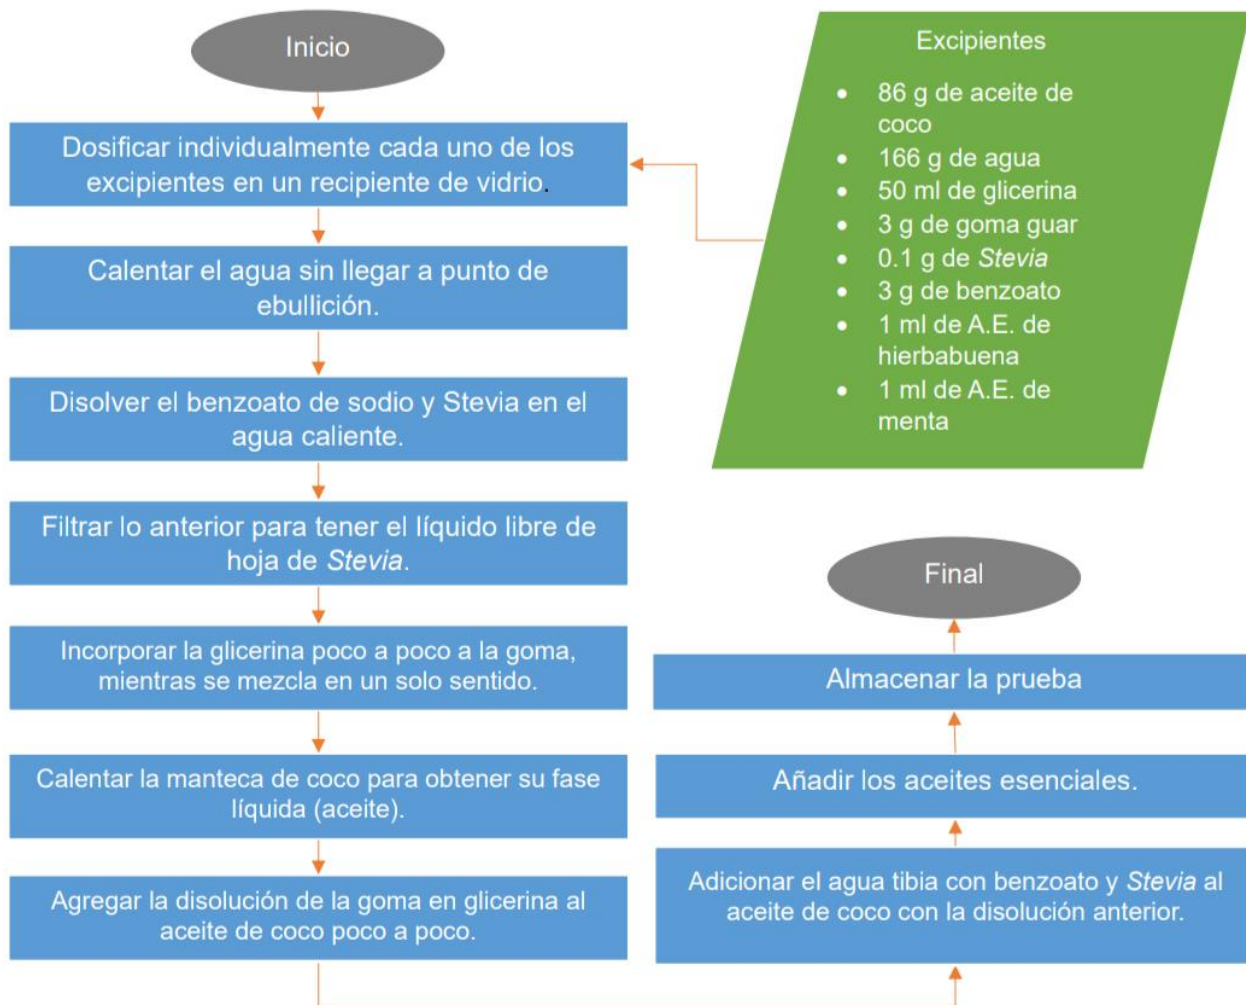 Inicio
Dosificar individualmente cada uno de los
excipientes en un recipiente de vidrio.
Calentar el agua sin llegar a punto de
ebullición.
Disolver el benzoato de sodio y Stevia en el
agua caliente.
Filtrar lo anterior para tener el líquido libre de
hoja de Stevia.
Incorporar la glicerina poco a poco a la goma,
mientras se mezcla en un solo sentido.
Calentar la manteca de coco para obtener su fase
líquida (aceite).
Agregar la disolución de la goma en glicerina al
aceite de coco poco a poco.
Excipientes
• 86 g de aceite de
coco
• 166 g de agua
• 50 ml de glicerina
• 3 g de goma guar
• 0.1 g de Stevia
• 3 g de benzoato
• 1 ml de A.E. de
hierbabuena
• 1 ml de A.E. de
menta
Adicionar el agua tibia con benzoato y Stevia al
aceite de coco con la disolución anterior.
Añadir los aceites esenciales.
Almacenar la prueba
Final